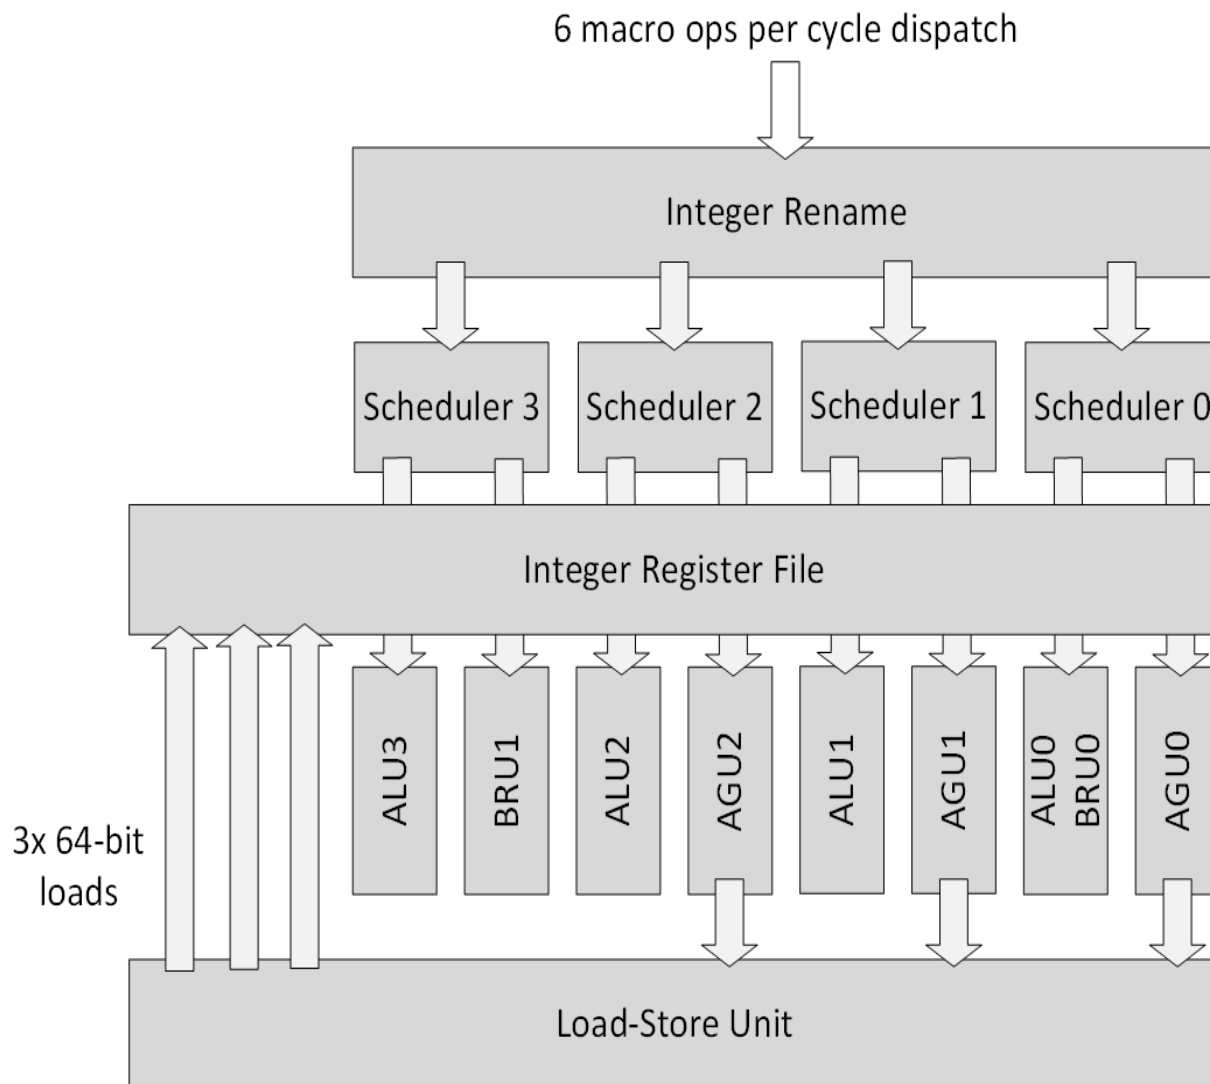 6 macro ops per cycle dispatch
Integer Rename
Scheduler 3
Scheduler 2
Scheduler 1
Scheduler 0
Integer Register File
ALU3
BRU1
ALU2
AGU2
ALU1
AGU1
ALU0
BRU0
AGU0
3x 64-bit
loads
Load-Store Unit